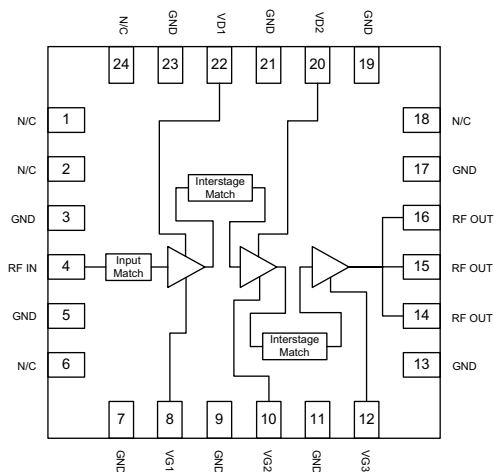 N/C
GND
VD1
GND
VD2
GND
24
23
22
21
20
19
N/C
1
18
N/C
N/C
2
17
GND
Interstage
Match
GND
3
16
RF OUT
RF IN
4
Input
Match
15
RF OUT
GND
5
14
RF OUT
Interstage
Match
N/C
6
13
GND
7
8
9
10
11
12
GND
VG1
GND
VG2
GND
VG3